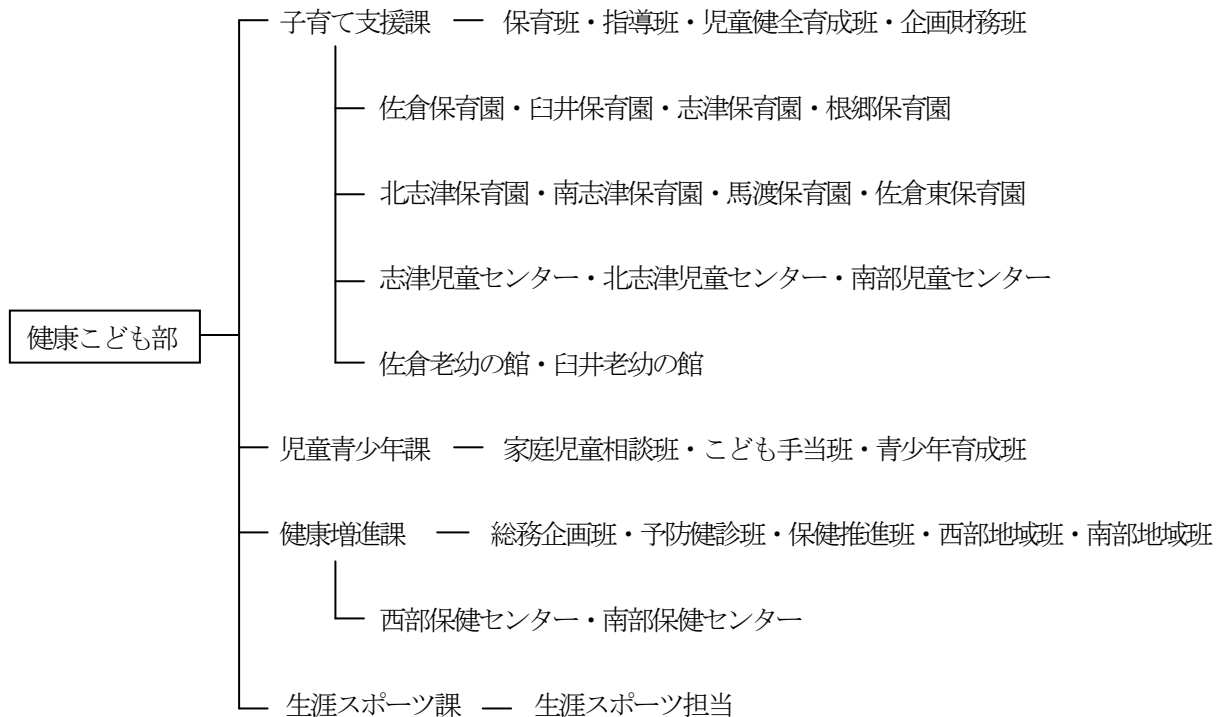 子育て支援課 ― 保育班・指導班・児童健全育成班・企画財務班
佐倉保育園・臼井保育園・志津保育園・根郷保育園
北志津保育園・南志津保育園・馬渡保育園・佐倉東保育園
志津児童センター・北志津児童センター・南部児童センター
健康こども部
佐倉老幼の館・臼井老幼の館
児童青少年課 ― 家庭児童相談班・こども手当班・青少年育成班
健康増進課 ― 総務企画班・予防健診班・保健推進班・西部地域班・南部地域班
西部保健センター・南部保健センター
生涯スポーツ課 ― 生涯スポーツ担当